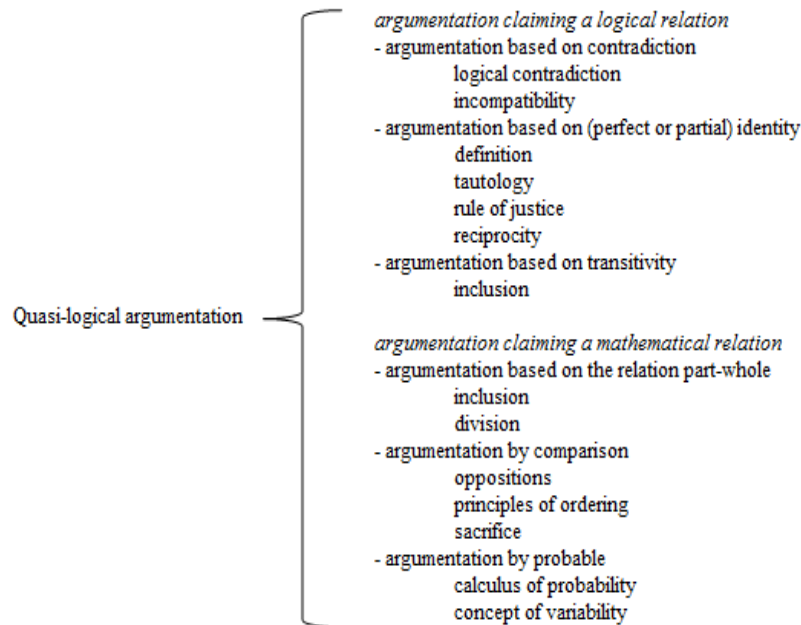 argumentation claiming a logical relation
- argumentation based on contradiction
logical contradiction
incompatibility
- argumentation based on (perfect or partial) identity
definition
tautology
rule of justice
reciprocity
- argumentation based on transitivity
inclusion
Quasi-logical argumentation
argumentation claiming a mathematical relation
- argumentation based on the relation part-whole
inclusion
division
- argumentation by comparison
oppositions
principles of ordering
sacrifice
- argumentation by probable
calculus of probability
concept of variability